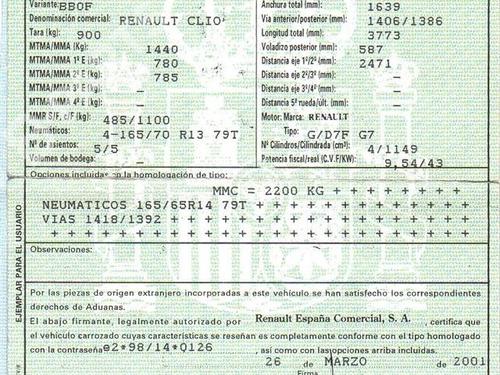 Variante: BB0F
Denominación comercial: RENAULT CLIO
Tara (kg): 900
MTMA/MMA (Kg): 1440
MTMA/MMA 1º E (kg): 780
MTMA/MMA 2º E (kg): 785
MTMA/MMA 3º E (kg): –
MTMA/MMA 4º E (kg): –
MMR S/F, c/F (kg): 485/1100
Neumáticos: 4-165/70 R13 79T
Nº de asientos: 5/5
Volumen de bodega: –
Anchura total (mm): 1639
Vía anterior/posterior (mm): 1406/1386
Longitud total (mm): 3773
Voladizo posterior (mm): 587
Distancia eje 1º/2º (mm): 2471
Distancia eje 2º/3º (mm): –
Distancia eje 3º/4º (mm): –
Distancia 5ª rueda/últ. (mm): –
Motor: Marca: RENAULT
Tipo: G/D7F G7
Nº Cilindros/Cilindrada (cm³): 4/1149
Potencia fiscal/real (C.V.F/KW): 9,54/43
Opciones incluidas en la homologación de tipo:
MMC = 2200 KG + + + + + + + +
NEUMATICOS 165/65R14 79T + + + + + + + +
VIAS 1418/1392 + + + + + + + + + + + + +
+ + + + + + + + + + + + + + + + + + + + + +
Observaciones:
EJEMPLAR PARA EL USUARIO
Por las piezas de origen extranjero incorporadas a este vehículo se han satisfecho los correspondientes
derechos de Aduanas.
El abajo firmante, legalmente autorizado por Renault España Comercial, S. A. , certifica que
el vehículo carrozado cuyas características se reseñan es completamente conforme con el tipo homologado
con la contraseña e2*98/14*0126 , así como con las opciones arriba incluidas.
26 de MARZO de 2001
Firma